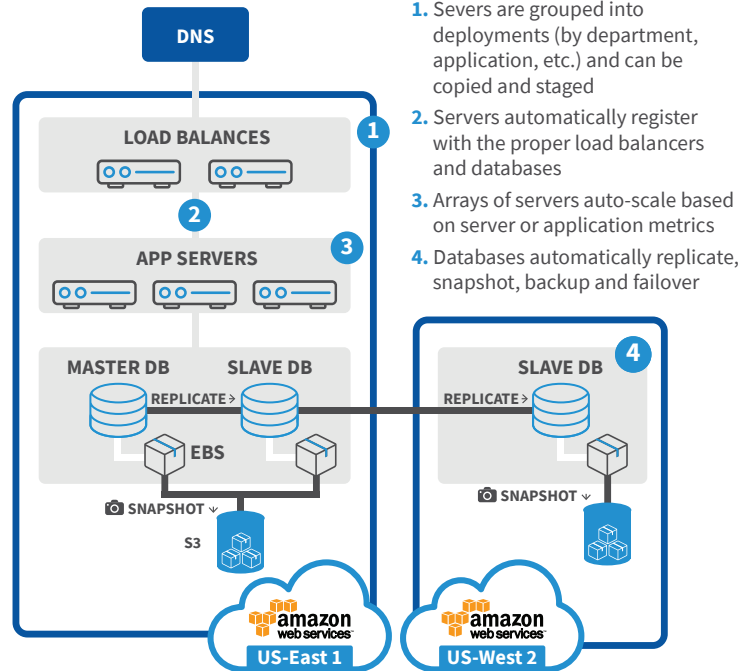 DNS
1. Severs are grouped into
deployments (by department,
application, etc.) and can be
copied and staged
2. Servers automatically register
with the proper load balancers
and databases
3. Arrays of servers auto-scale based
on server or application metrics
4. Databases automatically replicate,
snapshot, backup and failover
LOAD BALANCES
1
2
APP SERVERS
3
MASTER DB
SLAVE DB
REPLICATE >
EBS
SNAPSHOT
S3
amazon
web services
US-East 1
4
SLAVE DB
REPLICATE >
SNAPSHOT
amazon
web services
US-West 2